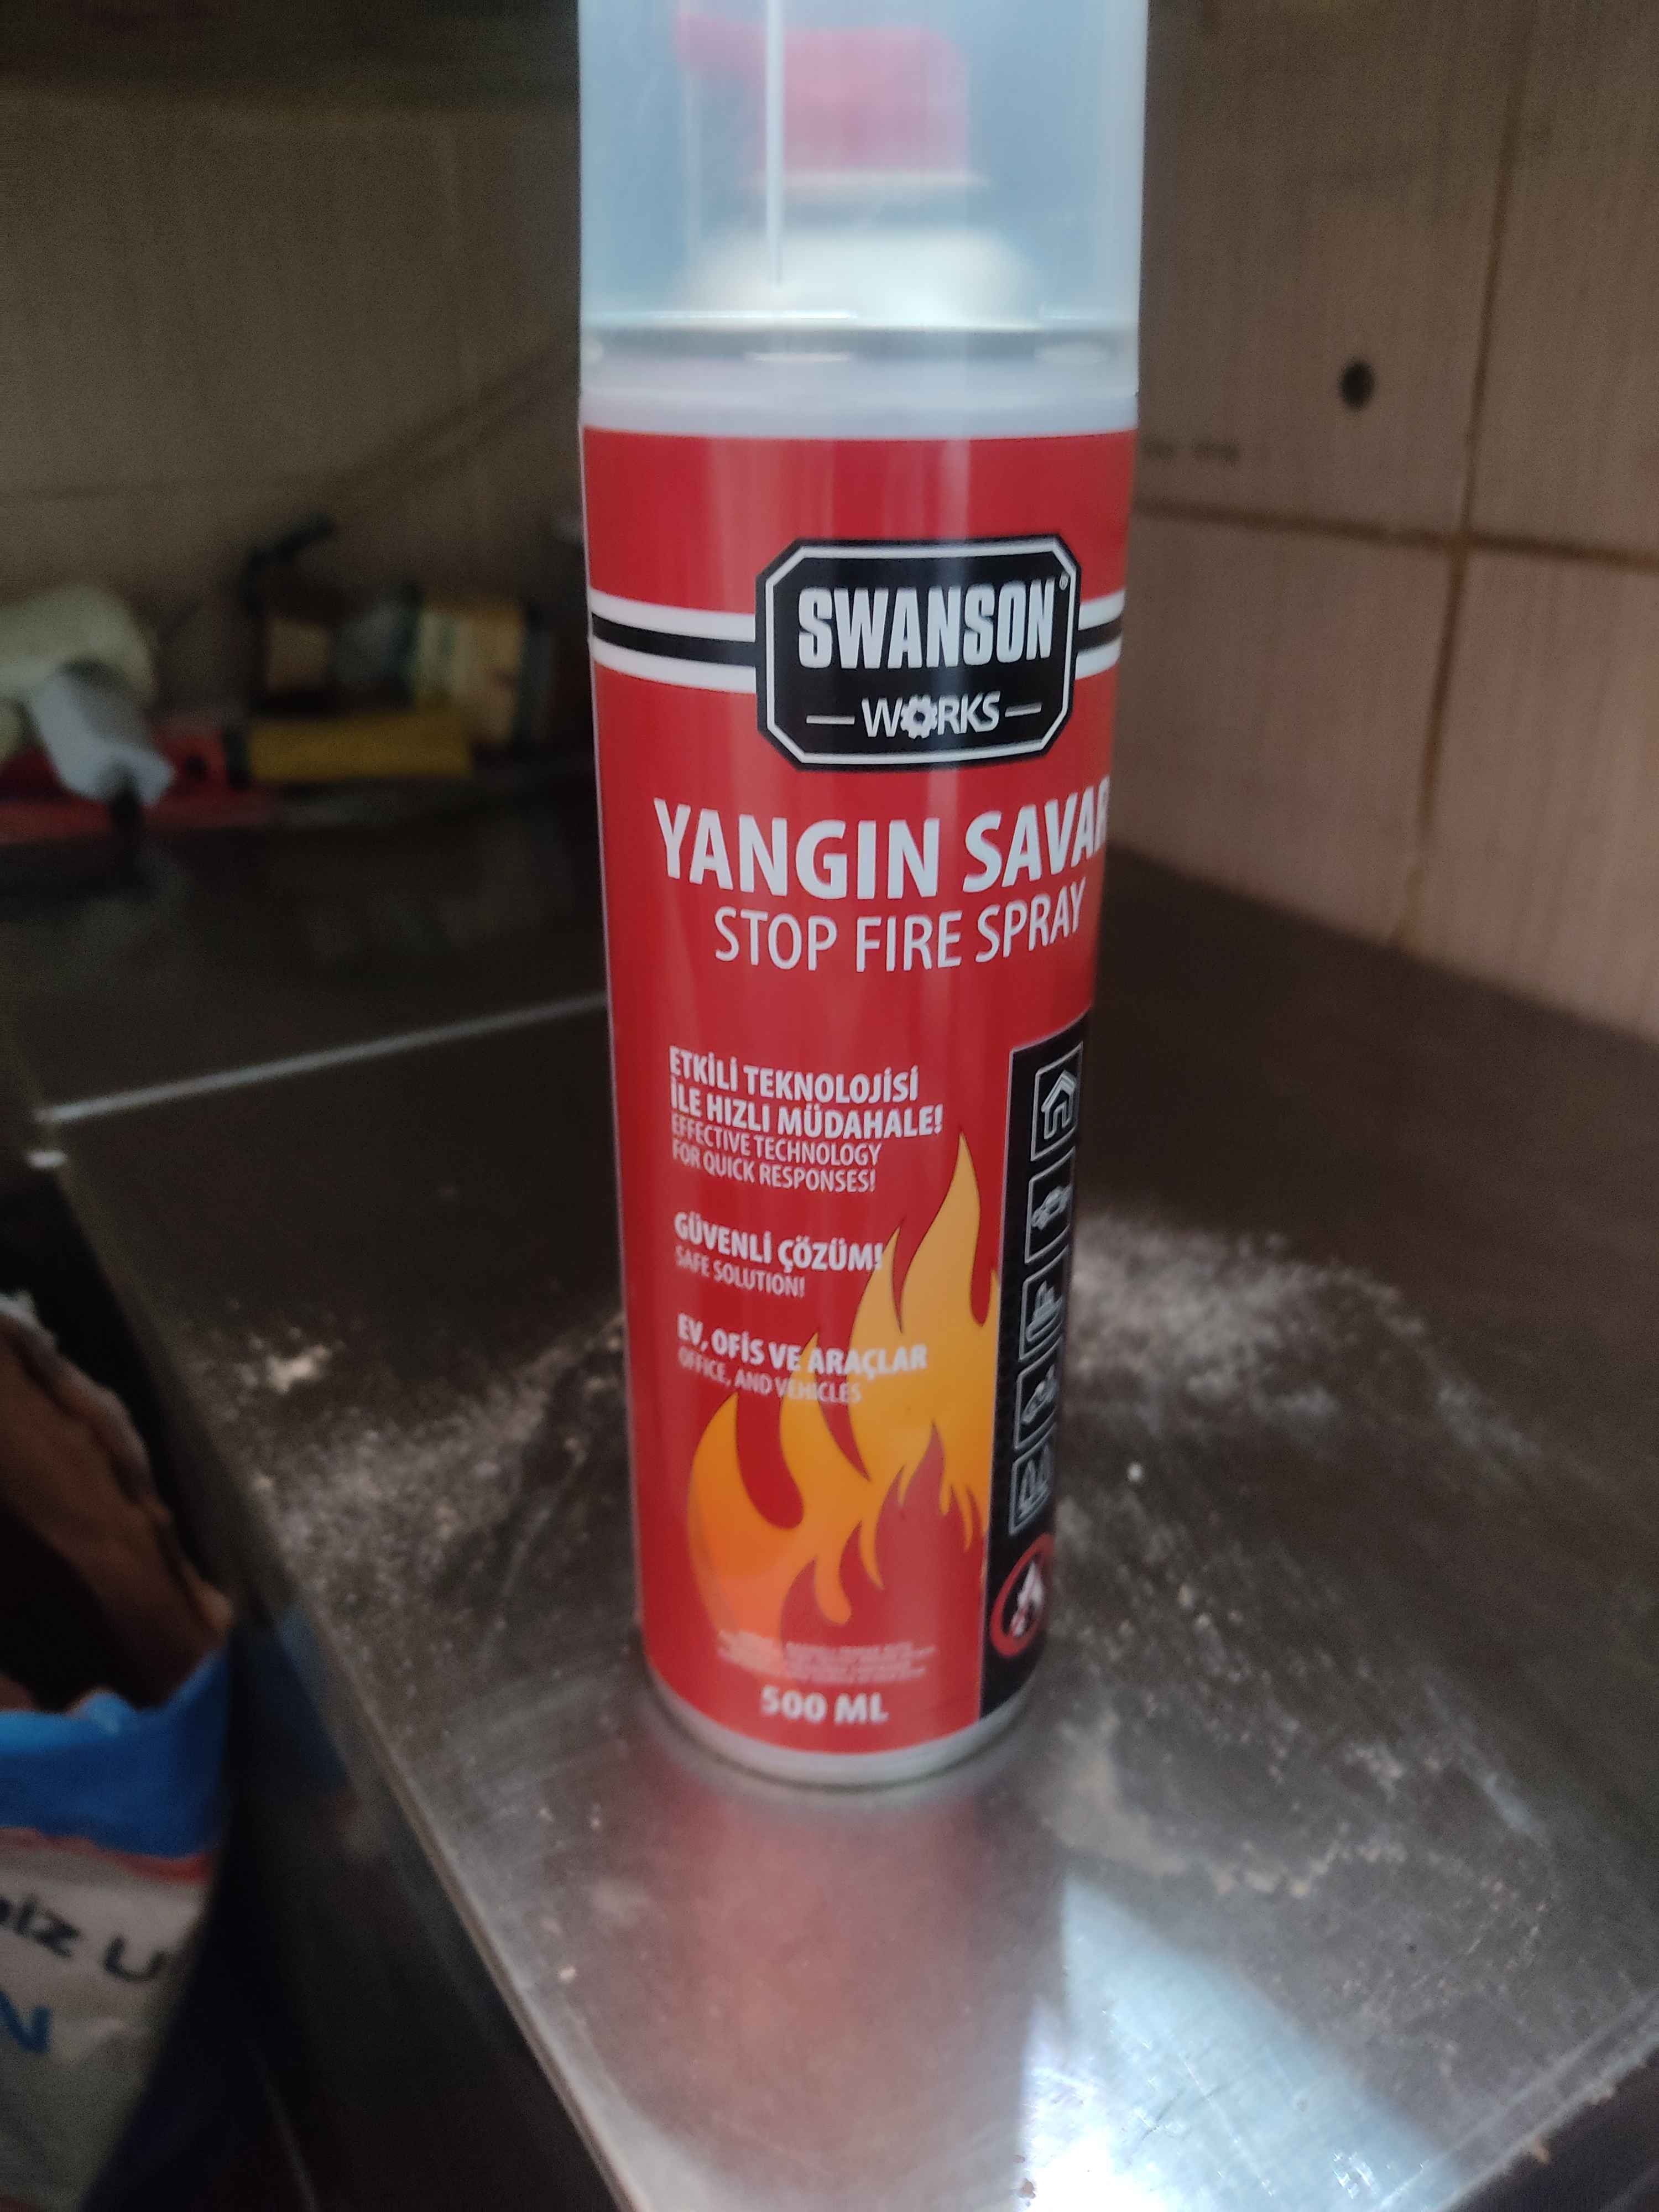 SWANSON®
WORKS
YANGIN SAVAR
STOP FIRE SPRAY
ETKİLİ TEKNOLOJİSİ
İLE HIZLI MÜDAHALE!
EFFECTIVE TECHNOLOGY
FOR QUICK RESPONSES!
GÜVENLİ ÇÖZÜM!
SAFE SOLUTION!
EV, OFİS VE ARAÇLAR
OFFICE, AND VEHICLES
500 ML